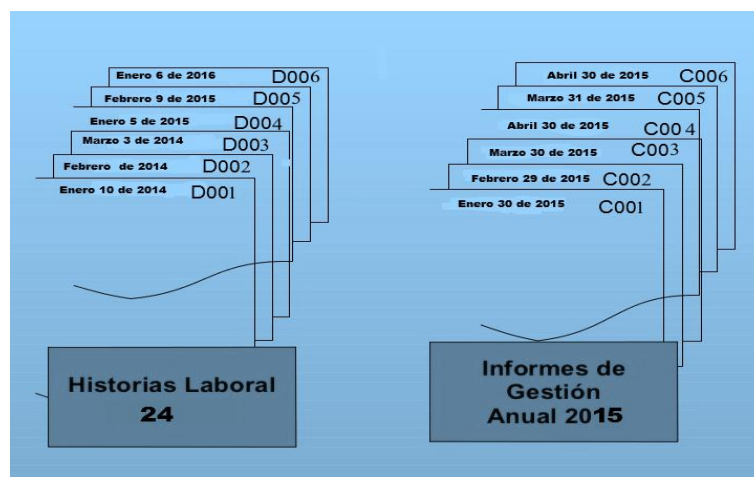 Enero 6 de 2016 D006
Febrero 9 de 2015 D005
Enero 5 de 2015 D004
Marzo 3 de 2014 D003
Febrero de 2014 D002
Enero 10 de 2014 D001
Historias Laboral
24
Abril 30 de 2015 C006
Marzo 31 de 2015 C005
Abril 30 de 2015 C00 4
Marzo 30 de 2015 C003
Febrero 29 de 2015 C002
Enero 30 de 2015 C001
Informes de
Gestión
Anual 2015